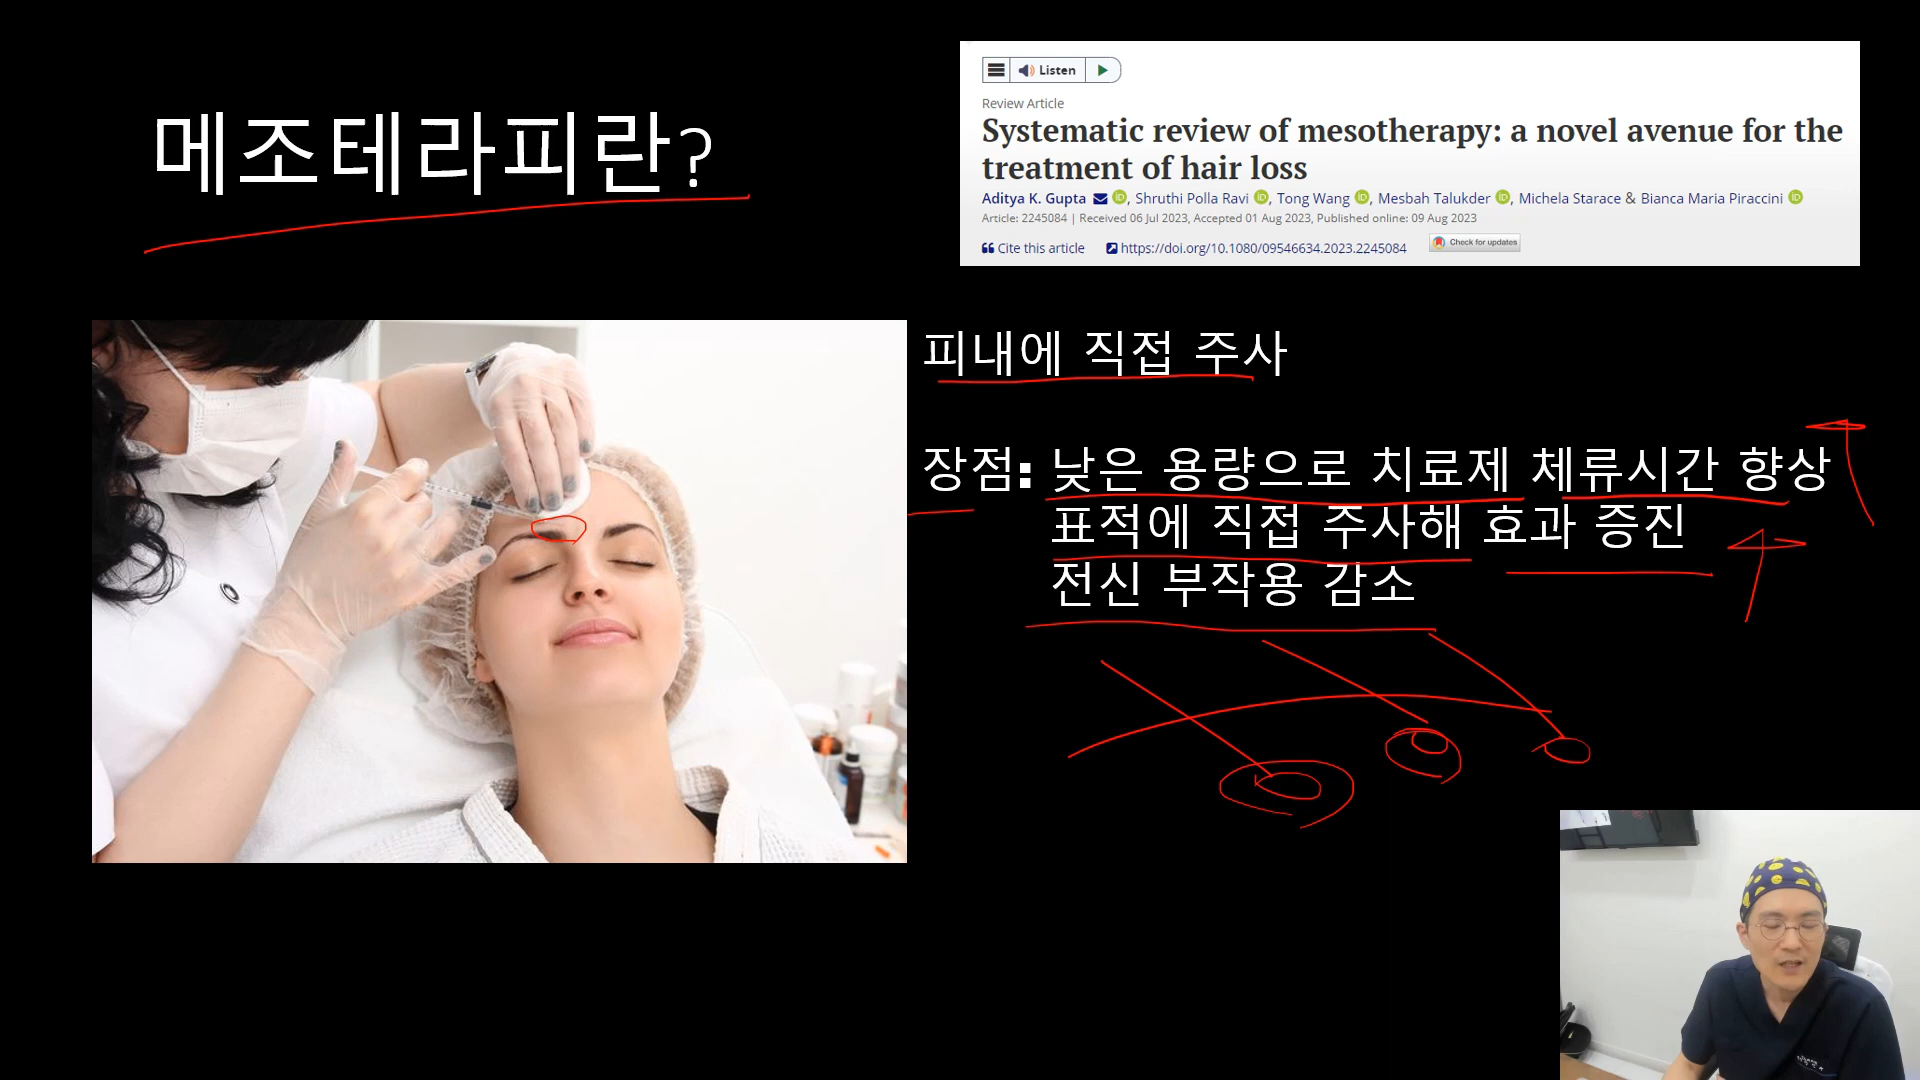 메조테라피란?
Listen
Review Article
Systematic review of mesotherapy: a novel avenue for the
treatment of hair loss
Aditya K. Gupta, Shruthi Polla Ravi, Tong Wang, Mesbah Talukder, Michela Starace & Bianca Maria Piraccini
Article: 2245084 | Received 06 Jul 2023, Accepted 01 Aug 2023, Published online: 09 Aug 2023
Cite this article https://doi.org/10.1080/09546634.2023.2245084 Check for updates
피내에 직접 주사
장점: 낮은 용량으로 치료제 체류시간 향상
표적에 직접 주사해 효과 증진
전신 부작용 감소